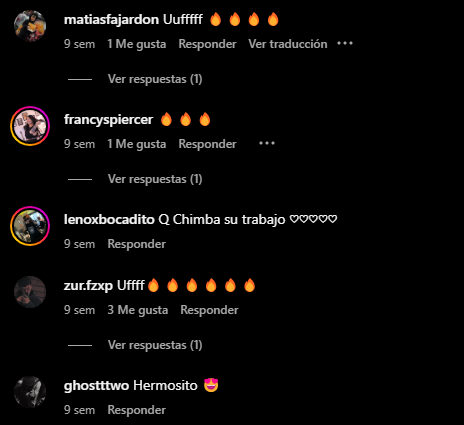 matiasfajardon Uufffff 🔥 🔥 🔥 🔥
9 sem 1 Me gusta Responder Ver traducción •••
Ver respuestas (1)
francyspiercer 🔥 🔥 🔥
9 sem 1 Me gusta Responder •••
Ver respuestas (1)
lenoxbocadito Q Chimba su trabajo ♡♡♡♡♡
9 sem Responder
zur.fzxp Uffff🔥 🔥 🔥 🔥 🔥 🔥
9 sem 3 Me gusta Responder
Ver respuestas (1)
ghostttwo Hermosito 😍
9 sem Responder